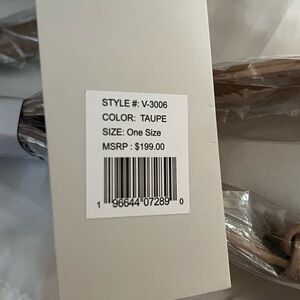 STYLE #: V-3006
COLOR: TAUPE
SIZE: One Size
MSRP : $199.00
1 96644 07289 0